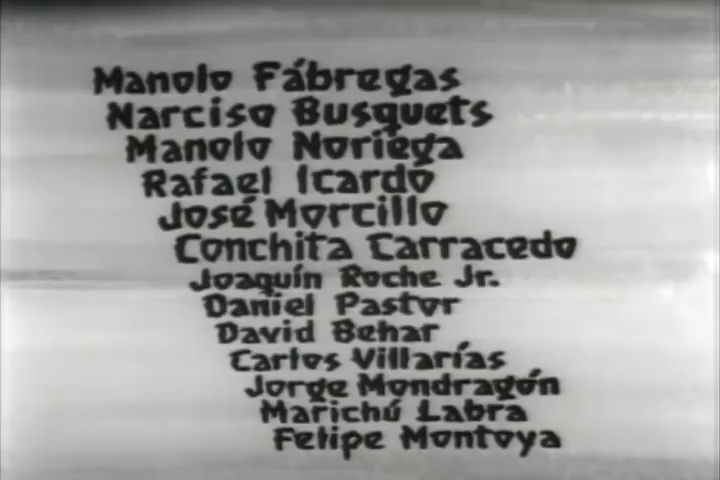 Manolo Fábregas
Narciso Busquets
Manolo Noriega
Rafael Icardo
José Morcillo
Conchita Carracedo
Joaquín Roche Jr.
Daniel Pastor
David Behar
Carlos Villarías
Jorge Mondragón
Marichú Labra
Felipe Montoya